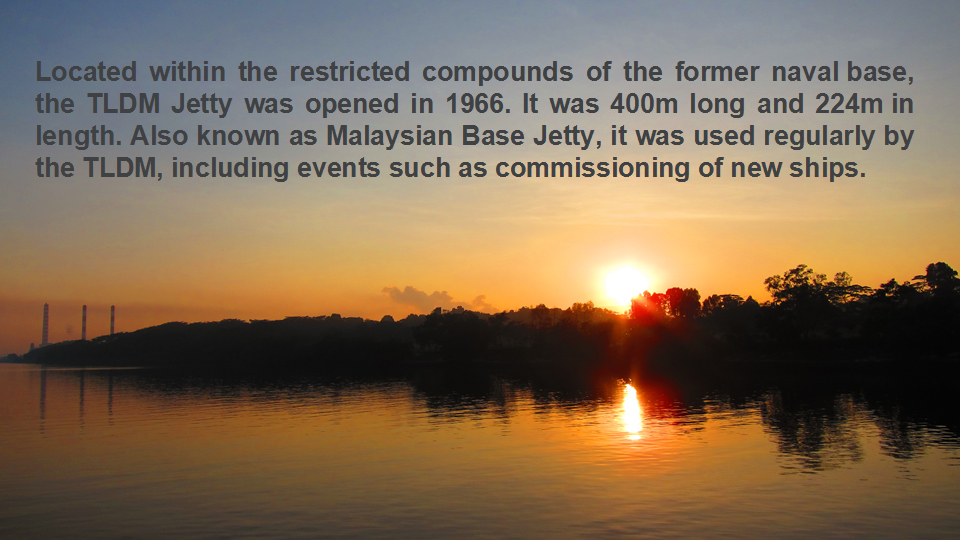 Located within the restricted compounds of the former naval base,
the TLDM Jetty was opened in 1966. It was 400m long and 224m in
length. Also known as Malaysian Base Jetty, it was used regularly by
the TLDM, including events such as commissioning of new ships.